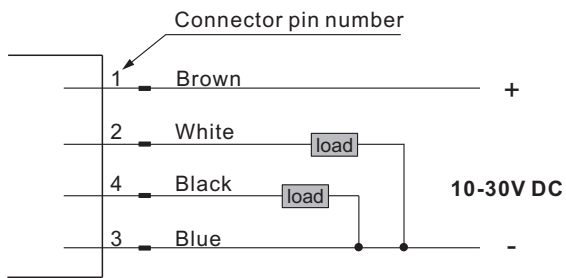 Connector pin number
1 Brown +
2 White load
4 Black load 10-30V DC
3 Blue -